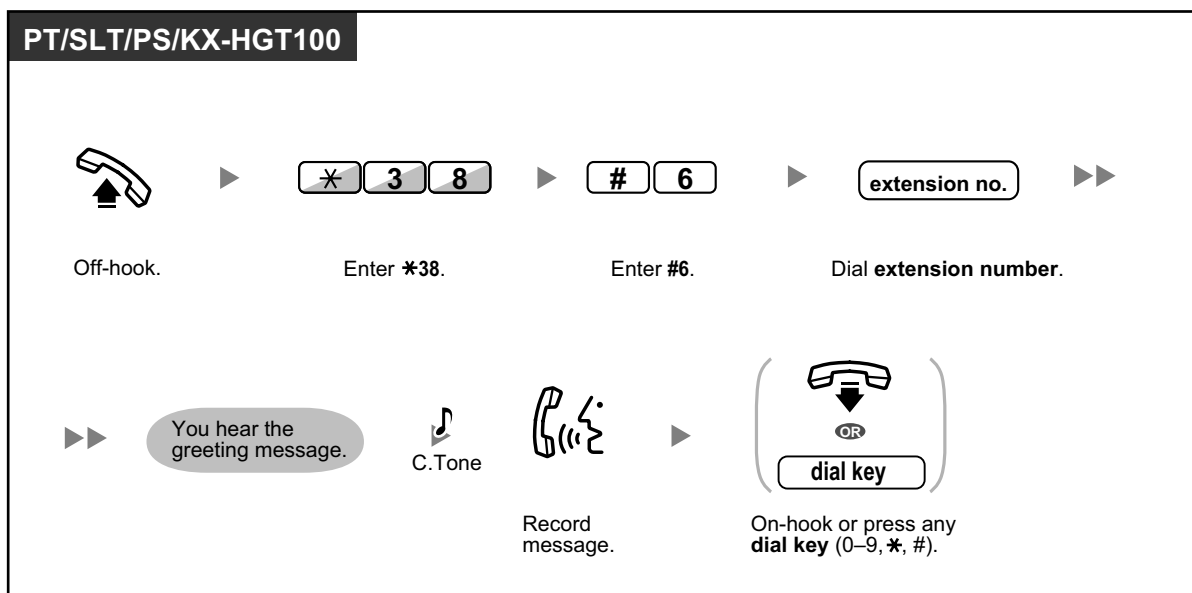 PT/SLT/PS/KX-HGT100
* 3 8
# 6
extension no.
Off-hook.
Enter *38.
Enter #6.
Dial extension number.
You hear the
greeting message.
C.Tone
OR
dial key
Record
message.
On-hook or press any
dial key (0–9, *, #).